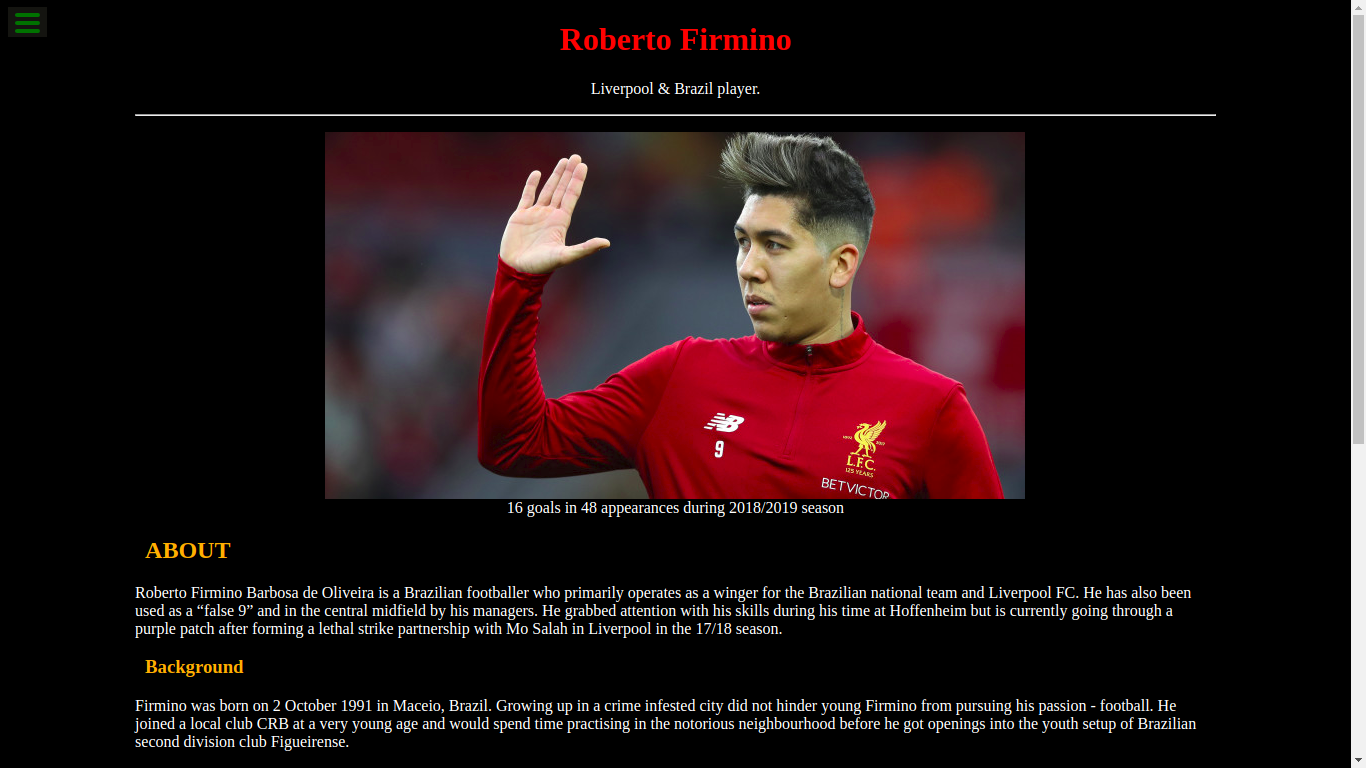 Roberto Firmino
Liverpool & Brazil player.
9
L.F.C.
125 YEARS
BETVICTOR
16 goals in 48 appearances during 2018/2019 season
ABOUT
Roberto Firmino Barbosa de Oliveira is a Brazilian footballer who primarily operates as a winger for the Brazilian national team and Liverpool FC. He has also been
used as a “false 9” and in the central midfield by his managers. He grabbed attention with his skills during his time at Hoffenheim but is currently going through a
purple patch after forming a lethal strike partnership with Mo Salah in Liverpool in the 17/18 season.
Background
Firmino was born on 2 October 1991 in Maceio, Brazil. Growing up in a crime infested city did not hinder young Firmino from pursuing his passion - football. He
joined a local club CRB at a very young age and would spend time practising in the notorious neighbourhood before he got openings into the youth setup of Brazilian
second division club Figueirense.